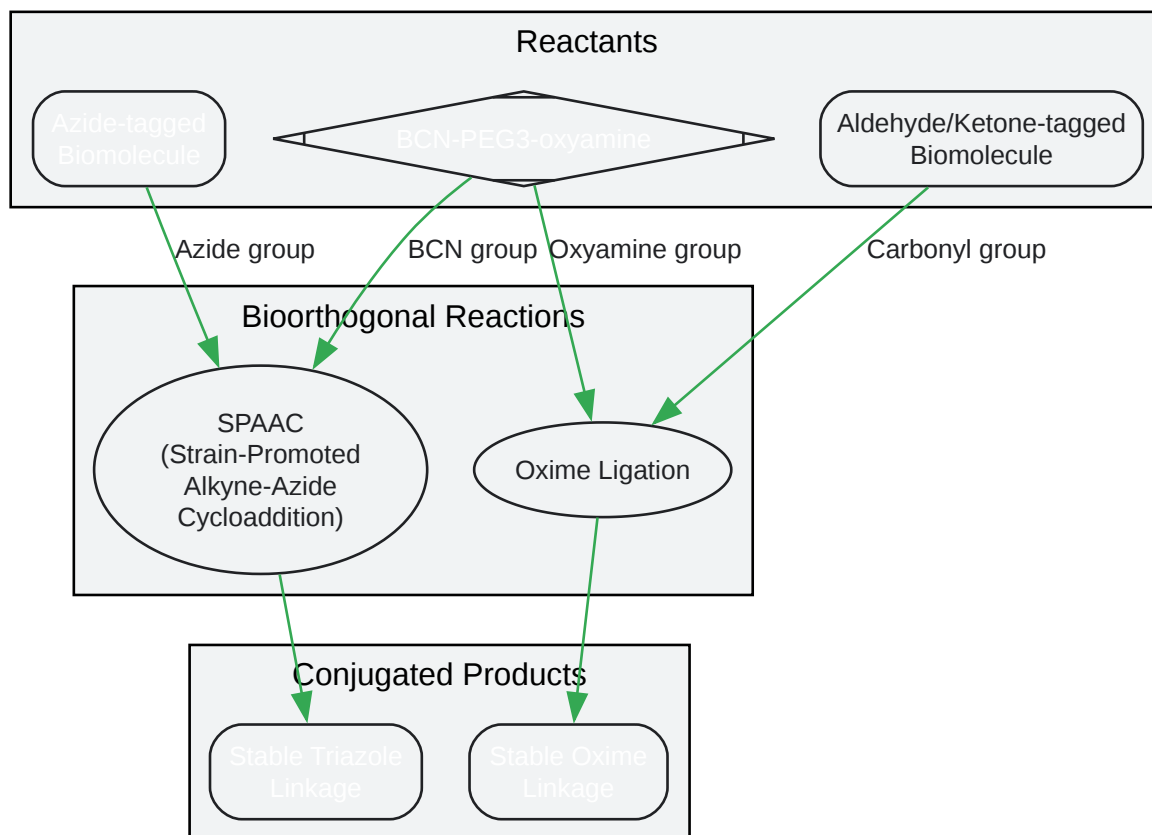 Reactants
Azide-tagged
Biomolecule
BCN-PEG3-oxyamine
Aldehyde/Ketone-tagged
Biomolecule
Azide group
BCN group
Oxyamine group
Carbonyl group
Bioorthogonal Reactions
SPAAC
(Strain-Promoted
Alkyne-Azide
Cycloaddition)
Oxime Ligation
Conjugated Products
Stable Triazole
Linkage
Stable Oxime
Linkage